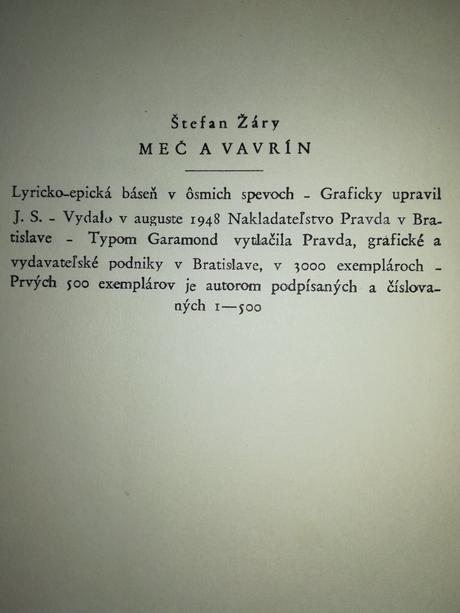 Štefan Žáry
MEČ A VAVRÍN
Lyricko-epická báseň v ôsmich spevoch – Graficky upravil
J. S. – Vydalo v auguste 1948 Nakladateľstvo Pravda v Bra-
tislave – Typom Garamond vytlačila Pravda, grafické a
vydavateľské podniky v Bratislave, v 3000 exemplároch –
Prvých 500 exemplárov je autorom podpísaných a číslova-
ných 1—500